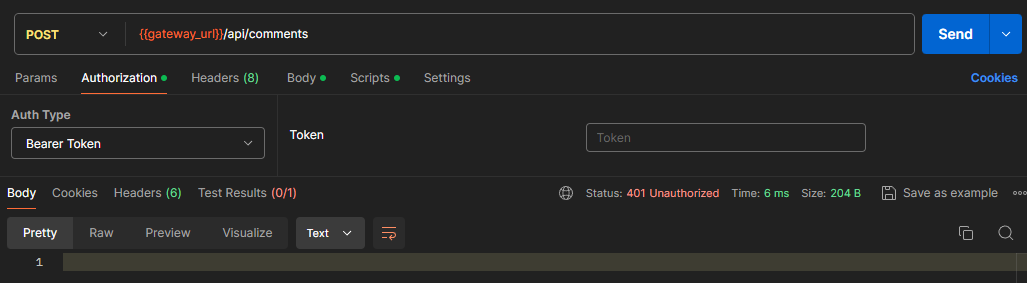 POST {{gateway_url}}/api/comments Send
Params Authorization Headers (8) Body Scripts Settings Cookies
Auth Type
Bearer Token
Token Token
Body Cookies Headers (6) Test Results (0/1) Status: 401 Unauthorized Time: 6 ms Size: 204 B Save as example
Pretty Raw Preview Visualize Text
1